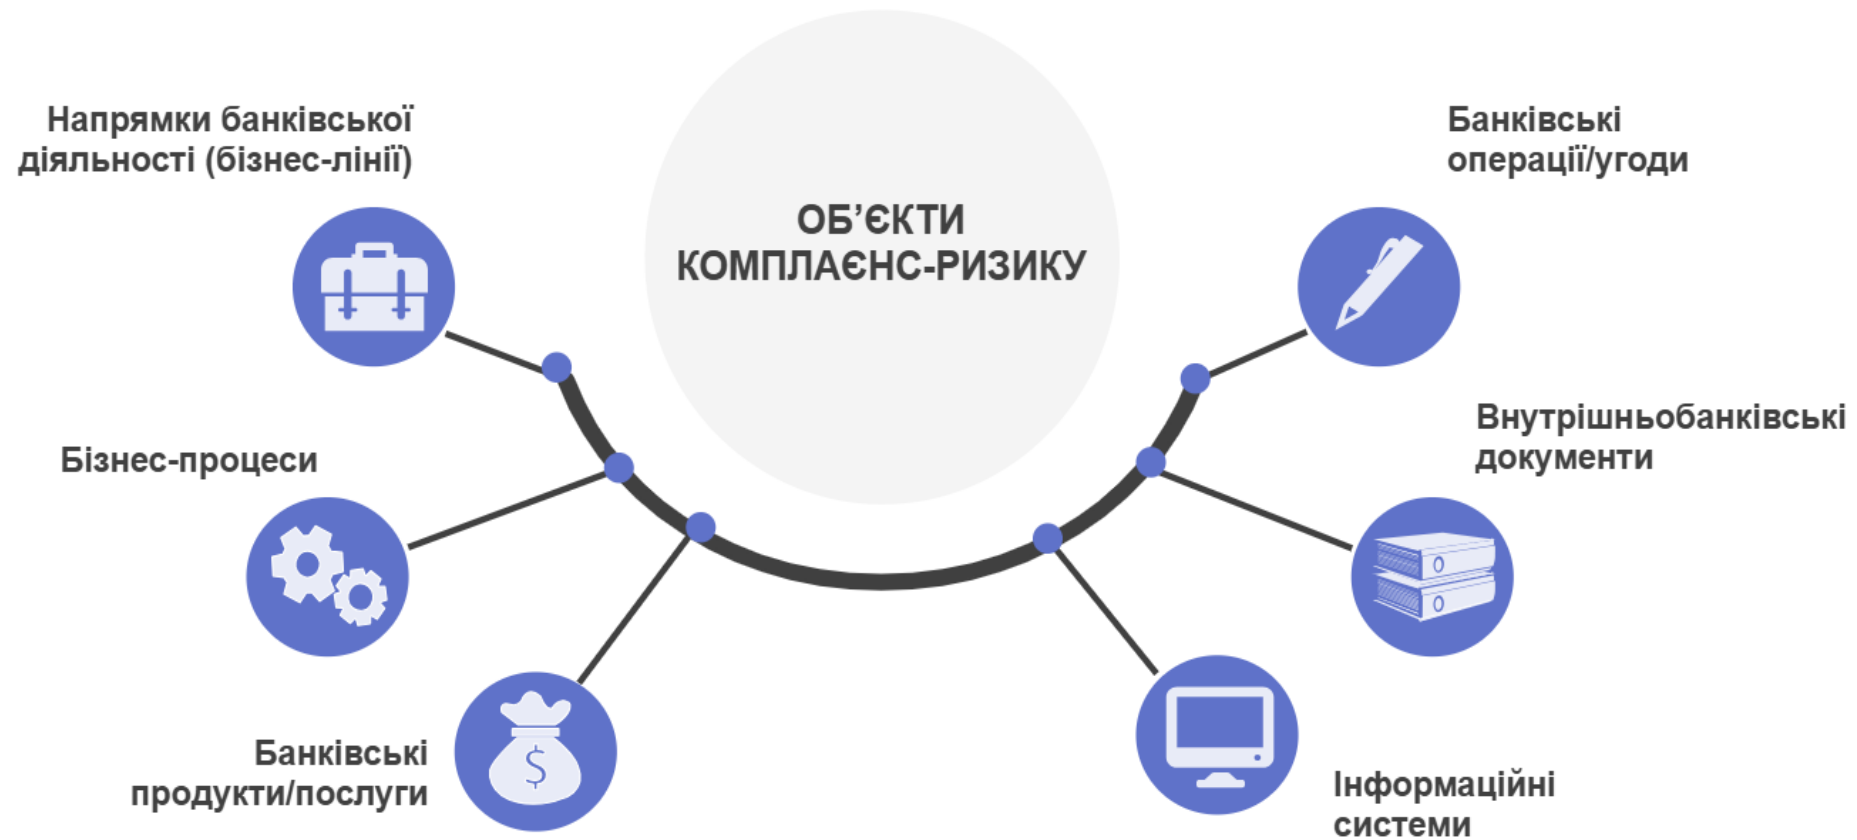 ОБ’ЄКТИ
КОМПЛАЄНС-РИЗИКУ
Напрямки банківської
діяльності (бізнес-лінії)
Бізнес-процеси
Банківські
продукти/послуги
Банківські
операції/угоди
Внутрішньобанківські
документи
Інформаційні
системи
$